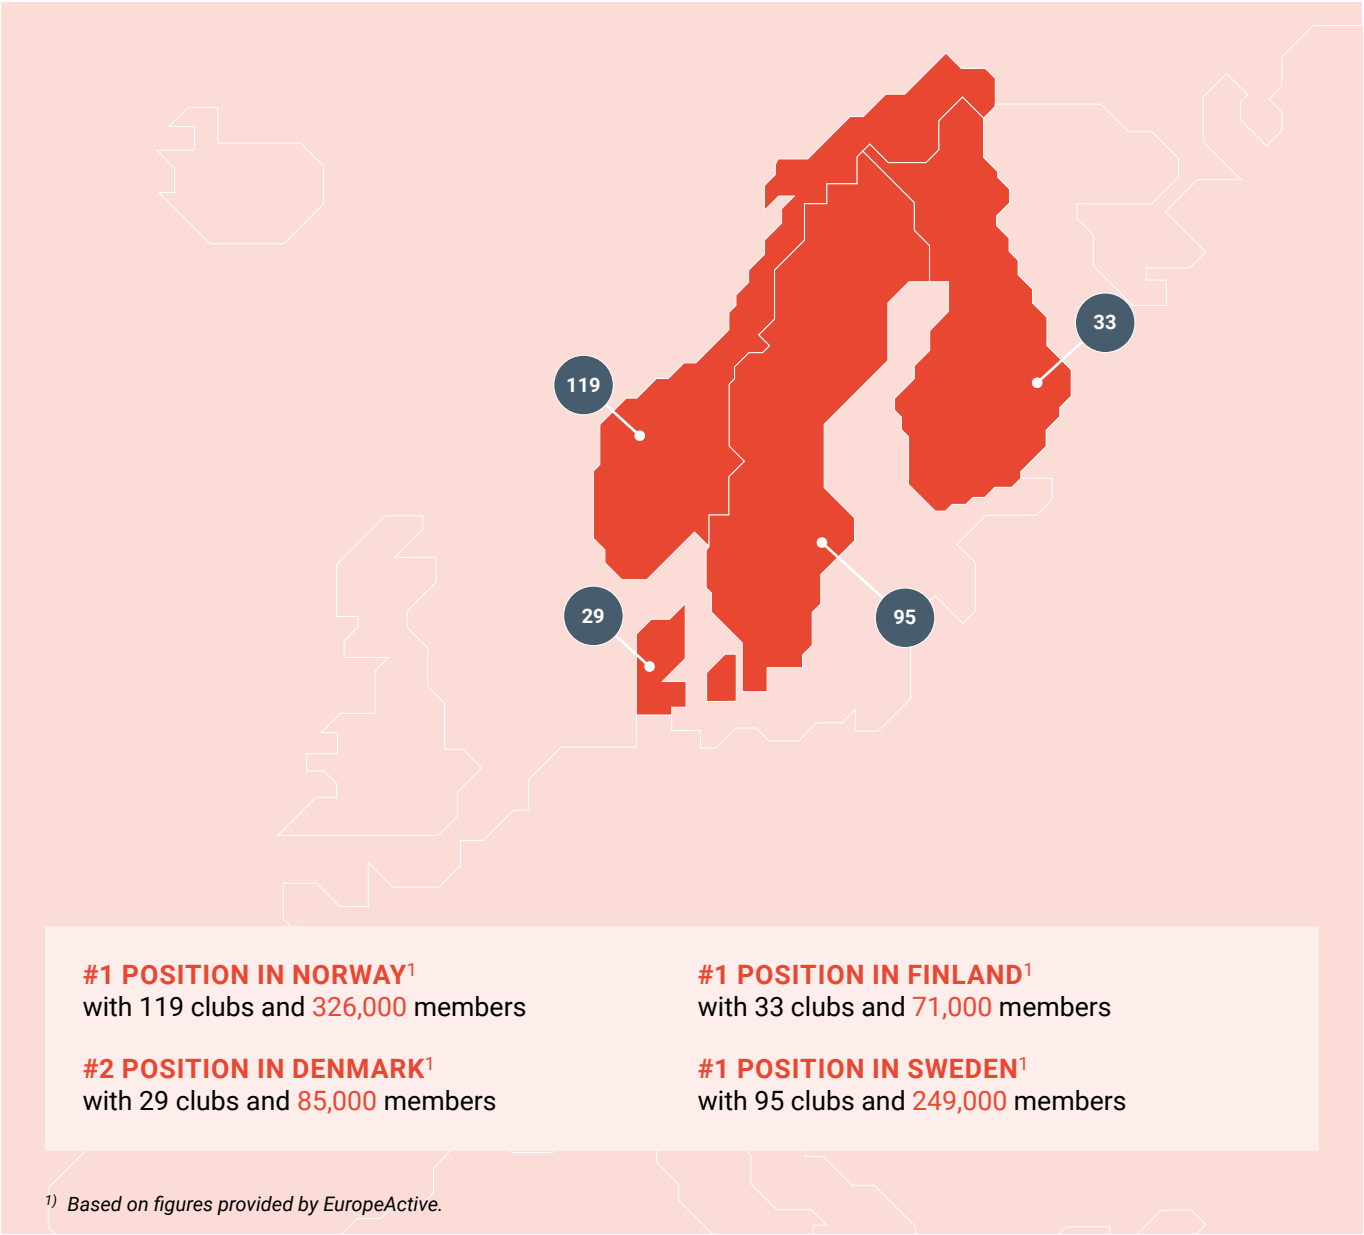 33
119
29
95
#1 POSITION IN NORWAY¹
with 119 clubs and 326,000 members
#2 POSITION IN DENMARK¹
with 29 clubs and 85,000 members
#1 POSITION IN FINLAND¹
with 33 clubs and 71,000 members
#1 POSITION IN SWEDEN¹
with 95 clubs and 249,000 members
¹⁾ Based on figures provided by EuropeActive.